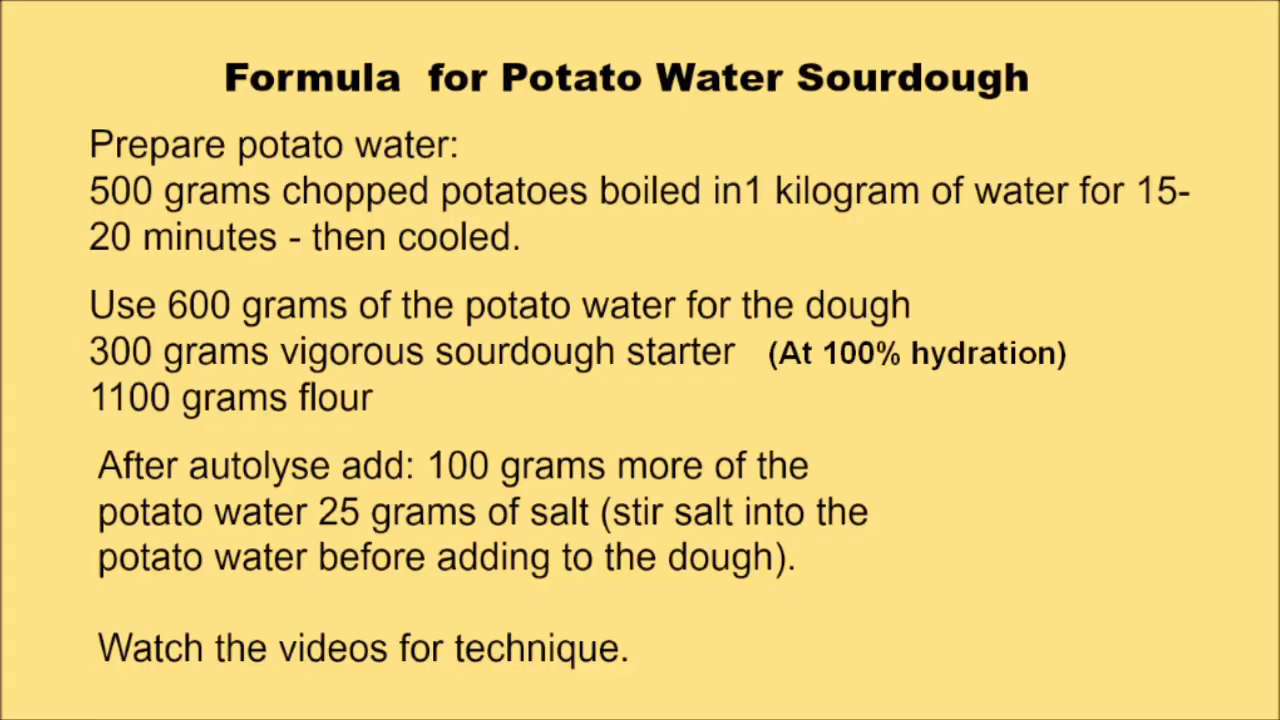 Formula for Potato Water Sourdough
Prepare potato water:
500 grams chopped potatoes boiled in1 kilogram of water for 15-
20 minutes - then cooled.
Use 600 grams of the potato water for the dough
300 grams vigorous sourdough starter (At 100% hydration)
1100 grams flour
After autolyse add: 100 grams more of the
potato water 25 grams of salt (stir salt into the
potato water before adding to the dough).
Watch the videos for technique.